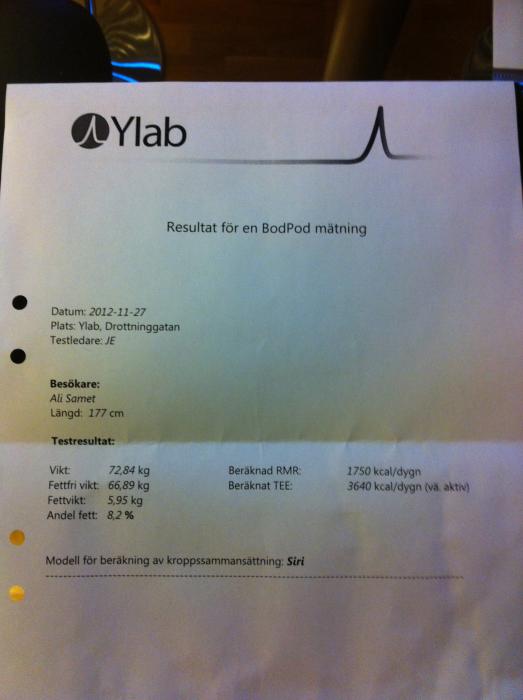 Ylab
Resultat för en BodPod mätning
Datum: 2012-11-27
Plats: Ylab, Drottninggatan
Testledare: JE
Besökare:
Ali Samet
Längd: 177 cm
Testresultat:
Vikt: 72,84 kg Beräknad RMR: 1750 kcal/dygn
Fettfri vikt: 66,89 kg Beräknat TEE: 3640 kcal/dygn (vä. aktiv)
Fettvikt: 5,95 kg
Andel fett: 8,2 %
Modell för beräkning av kroppssammansättning: Siri